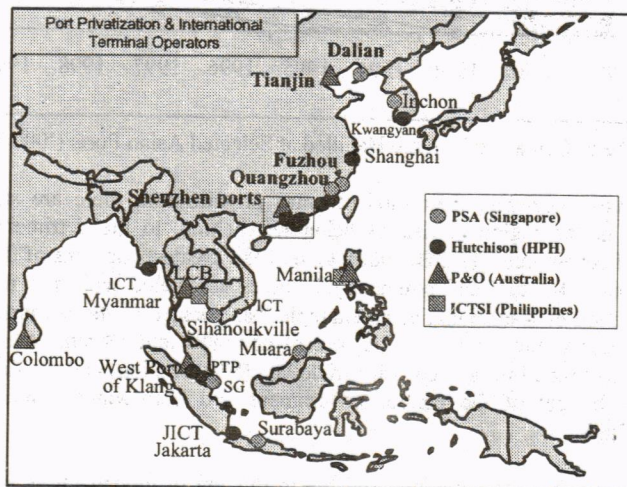 Port Privatization & International
Terminal Operators
Dalian
Tianjin
Inchon
Kwangyan
Shanghai
Fuzhou
Quangzhou
Shenzhen ports
PSA (Singapore)
Hutchison (HPH)
P&O (Australia)
ICTSI (Philippines)
LCB
Manila
ICT
Myanmar
ICT
Sihanoukville
Muara
Colombo
West Port
of Klang
PTP
SG
JICT
Jakarta
Surabaya